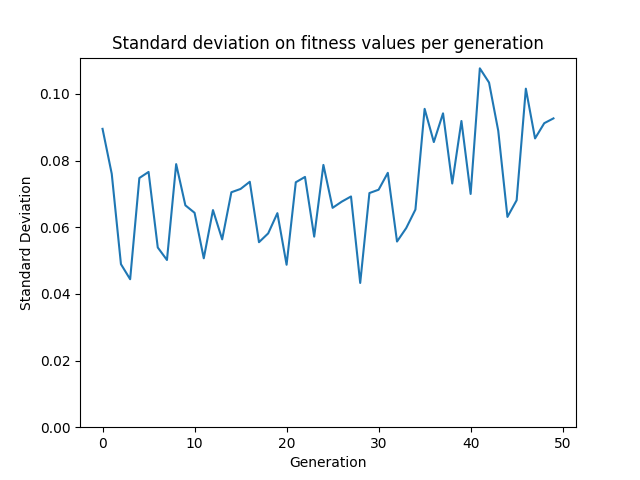 Standard deviation on fitness values per generation
0.10
0.08
0.06
0.04
0.02
0.00
Standard Deviation
0 10 20 30 40 50
Generation